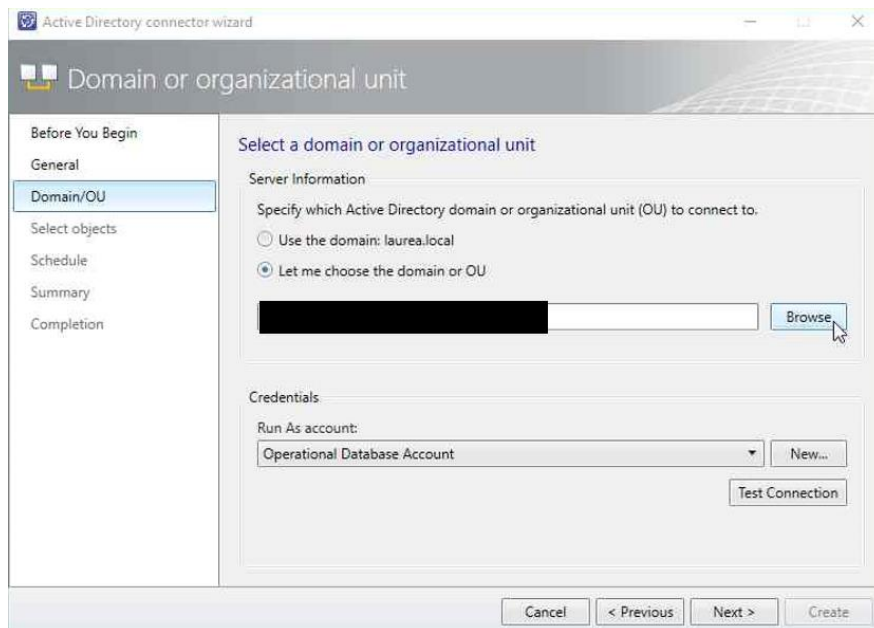 Active Directory connector wizard
Domain or organizational unit
Before You Begin
General
Domain/OU
Select objects
Schedule
Summary
Completion
Select a domain or organizational unit
Server Information
Specify which Active Directory domain or organizational unit (OU) to connect to.
Use the domain: laurea.local
Let me choose the domain or OU
Browse
Credentials
Run As account:
Operational Database Account
New...
Test Connection
Cancel
< Previous
Next >
Create